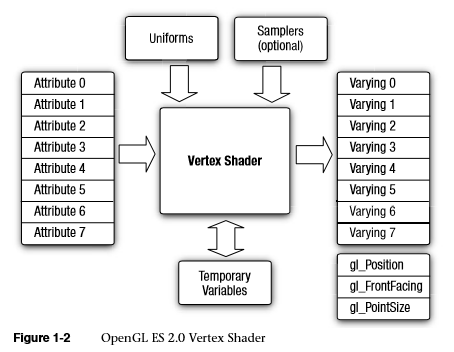 Uniforms
Samplers
(optional)
Attribute 0
Attribute 1
Attribute 2
Attribute 3
Attribute 4
Attribute 5
Attribute 6
Attribute 7
Vertex Shader
Varying 0
Varying 1
Varying 2
Varying 3
Varying 4
Varying 5
Varying 6
Varying 7
gl_Position
gl_FrontFacing
gl_PointSize
Temporary
Variables
Figure 1-2 OpenGL ES 2.0 Vertex Shader